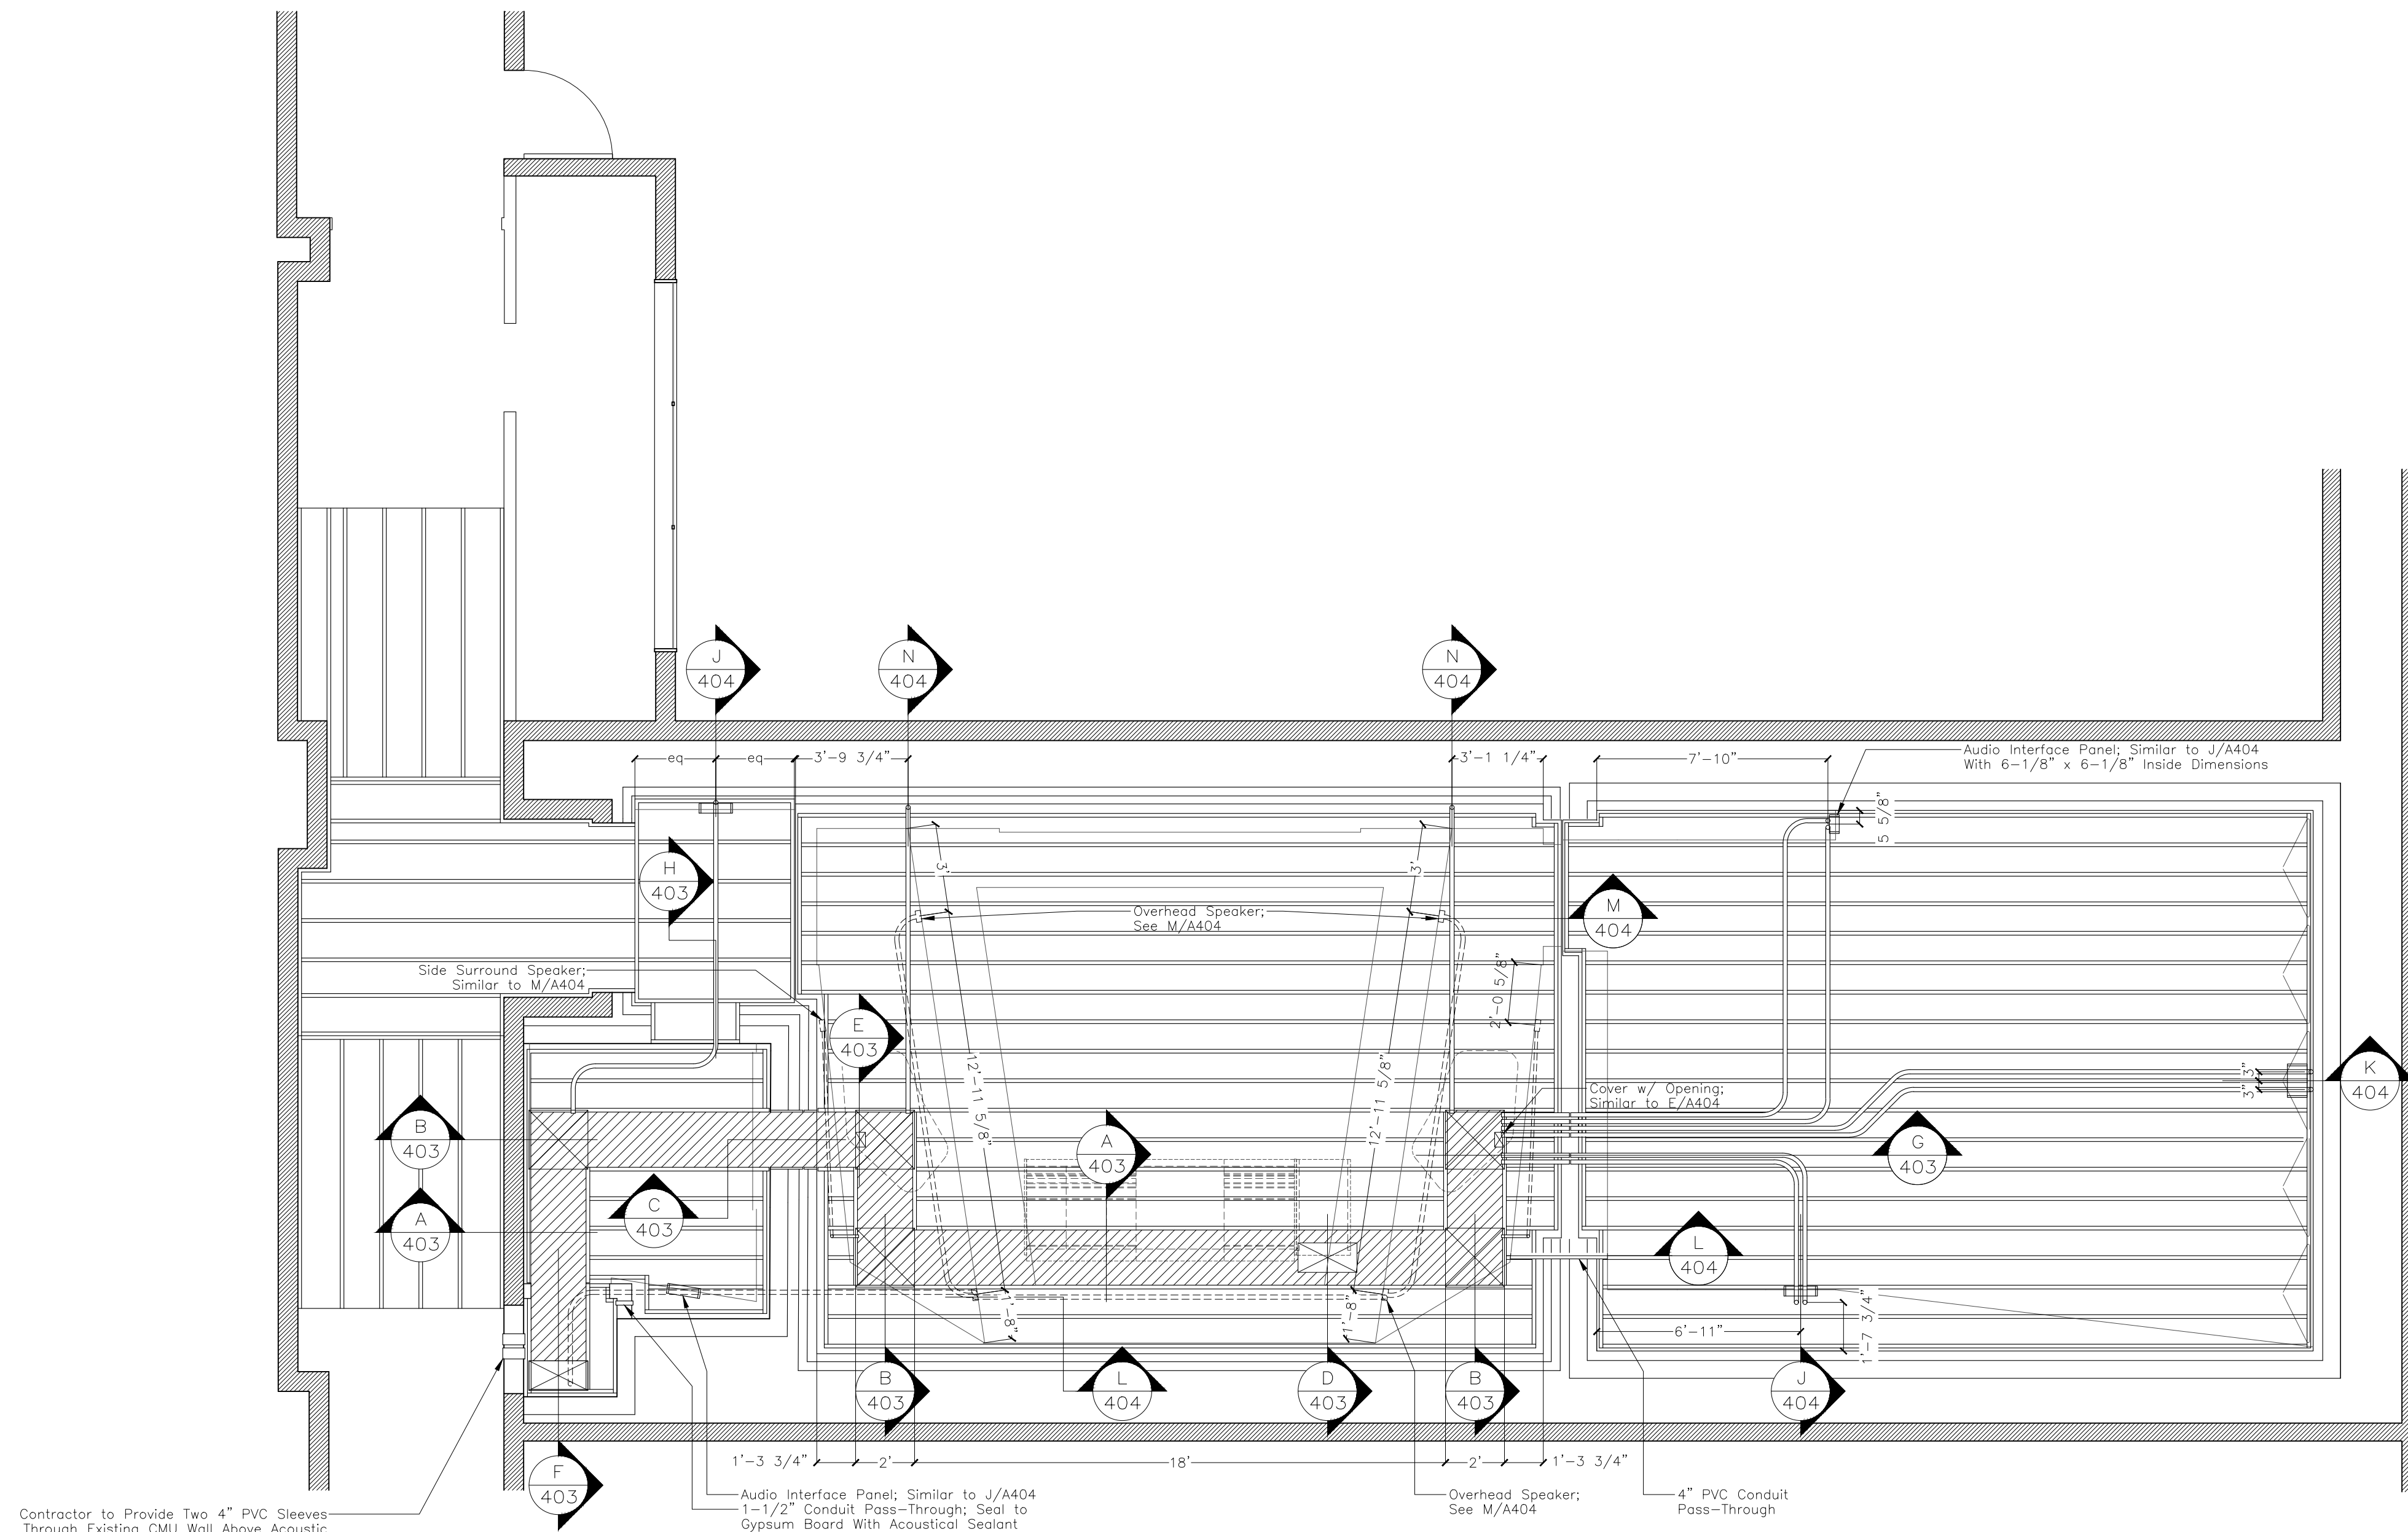 J
404
N
404
N
404
eq
eq
3'-9 3/4"
3'-1 1/4"
7'-10"
Audio Interface Panel; Similar to J/A404
With 6-1/8" x 6-1/8" Inside Dimensions
5 5/8"
H
403
3'
3'
Overhead Speaker;
See M/A404
M
404
Side Surround Speaker;
Similar to M/A404
2'-0 5/8"
E
403
12'-11 5/8"
12'-11 5/8"
Cover w/ Opening;
Similar to E/A404
3"
3"
K
404
B
403
A
403
G
403
C
403
A
403
L
404
1'-8"
1'-8"
6'-11"
1'-7 3/4"
B
403
L
404
D
403
B
403
J
404
1'-3 3/4"
2'
18'
2'
1'-3 3/4"
F
403
Audio Interface Panel; Similar to J/A404
1-1/2" Conduit Pass-Through; Seal to
Gypsum Board With Acoustical Sealant
Overhead Speaker;
See M/A404
4" PVC Conduit
Pass-Through
Contractor to Provide Two 4" PVC Sleeves
Through Existing CMU Wall Above Acoustic